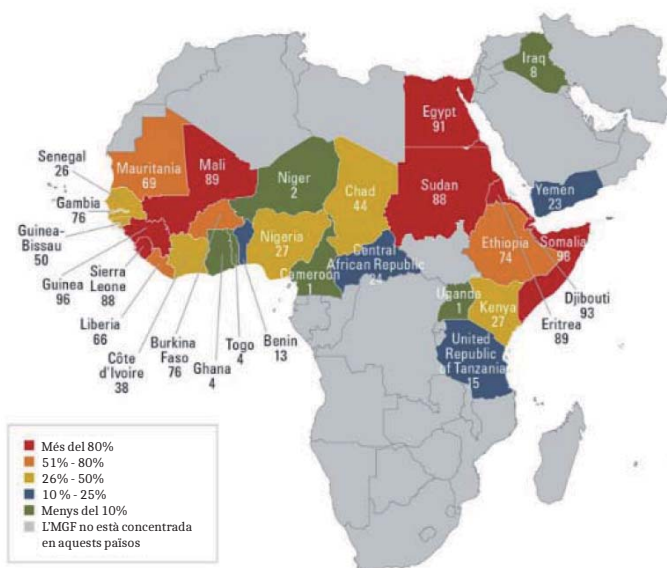 Iraq
8
Egypt
91
Mauritania
69
Mali
89
Niger
2
Chad
44
Sudan
88
Yemen
23
Senegal
26
Gambia
76
Guinea-
Bissau
50
Guinea
96
Sierra
Leone
88
Liberia
66
Côte
d'Ivoire
38
Burkina
Faso
76
Ghana
4
Togo
4
Benin
13
Nigeria
27
Cameroon
1
Central
African Republic
24
Ethiopia
74
Somalia
98
Djibouti
93
Eritrea
89
Uganda
1
Kenya
27
United
Republic
of Tanzania
15
Més del 80%
51% - 80%
26% - 50%
10 % - 25%
Menys del 10%
L'MGF no està concentrada
en aquests països